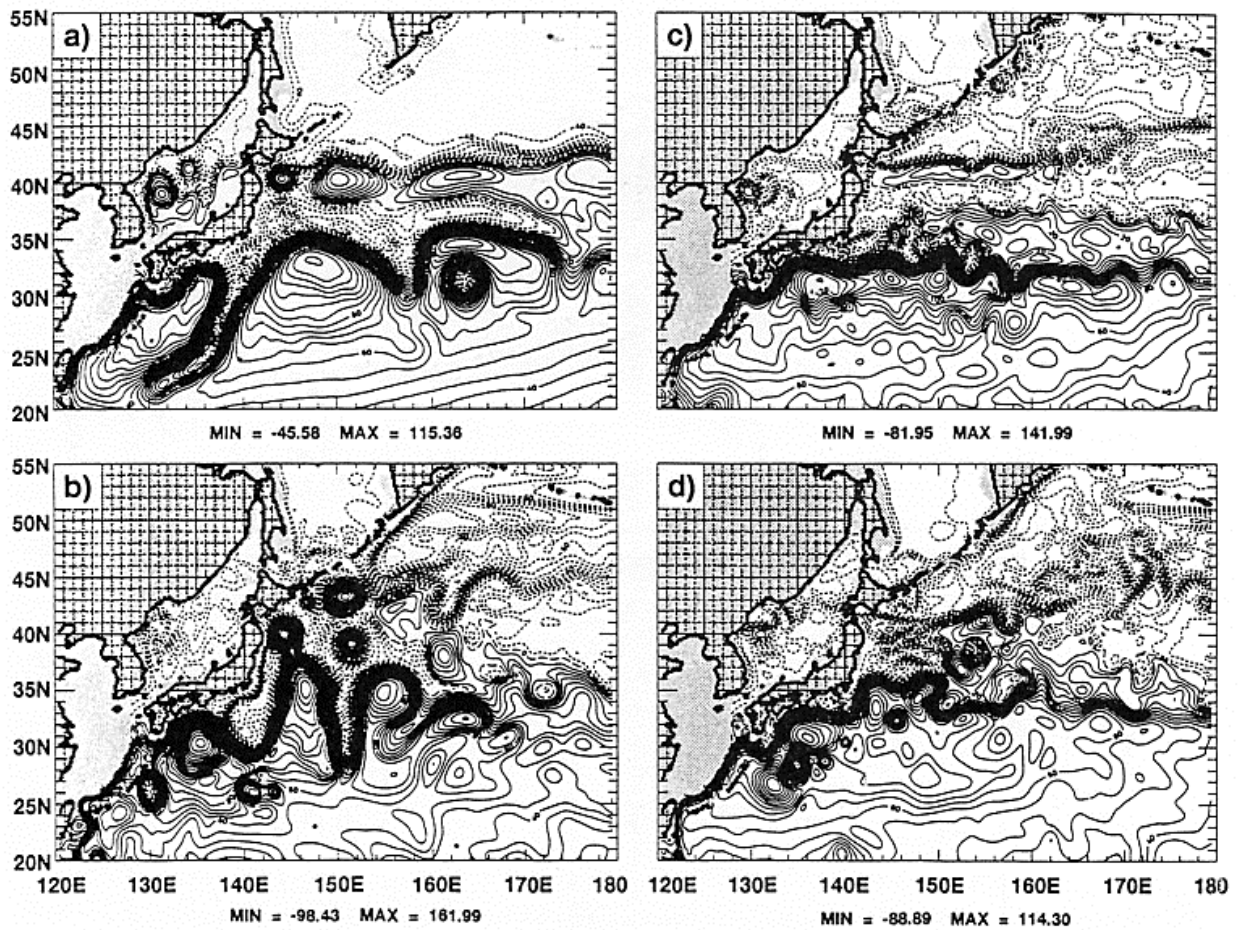 55N
a)
c)
50N
45N
40N
35N
30N
25N
20N
MIN = -45.58 MAX = 115.36
MIN = -81.95 MAX = 141.99
55N
b)
d)
50N
45N
40N
35N
30N
25N
20N
120E 130E 140E 150E 160E 170E 180
120E 130E 140E 150E 160E 170E 180
MIN = -98.43 MAX = 161.99
MIN = -88.89 MAX = 114.30